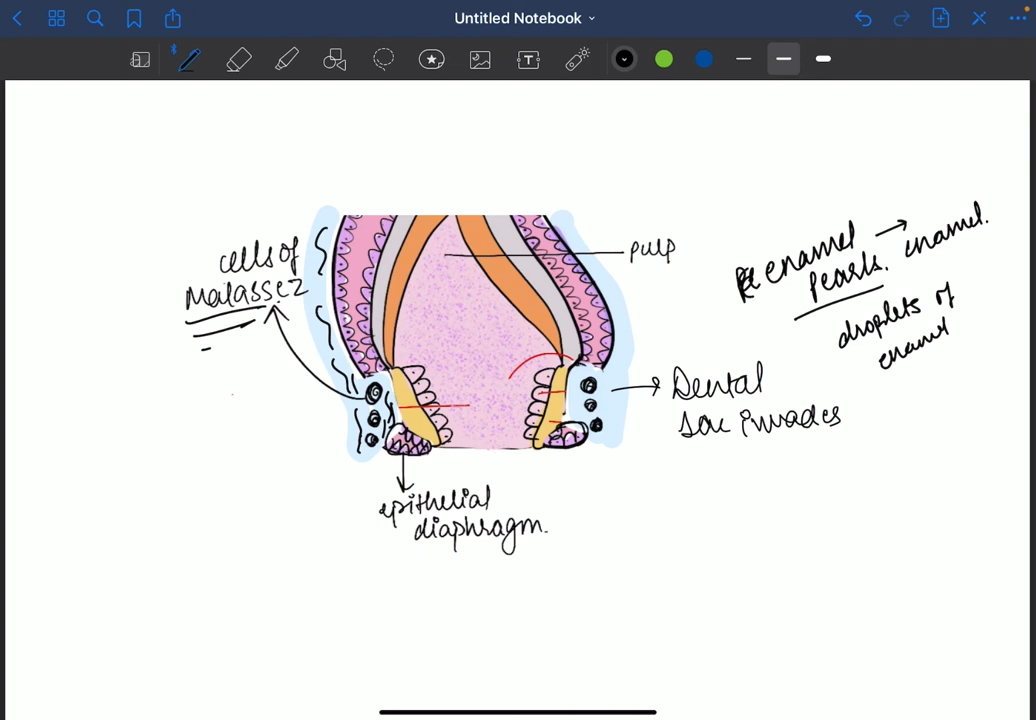 Untitled Notebook
T
cells of
Malassez
pulp
enamel → enamel.
pearls.
droplets of
enamel
Dental
Sac invades
epithelial
diaphragm.